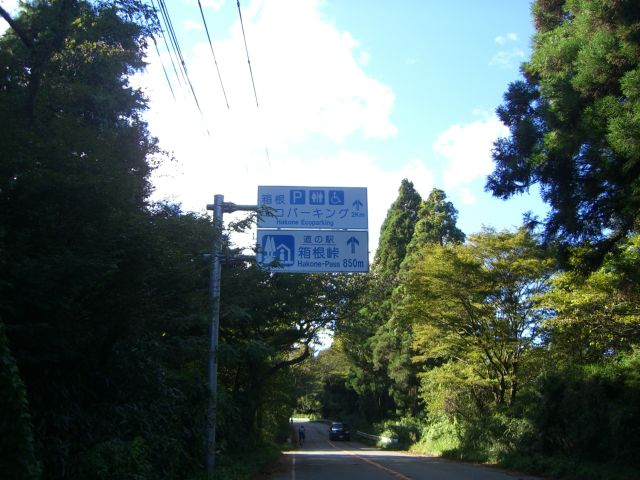 箱根 P
エコパーキング 2Km
Hakone Ecoparking
道の駅
箱根峠
Hakone-Pass 850m